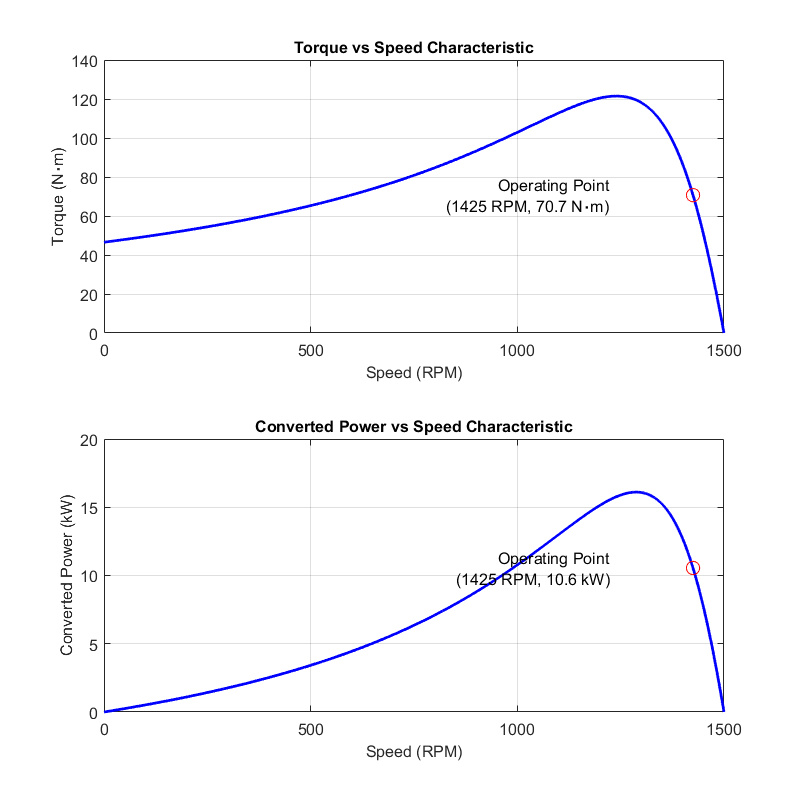 Torque vs Speed Characteristic
140
120
100
80
60
40
20
0
Torque (N·m)
Operating Point
(1425 RPM, 70.7 N·m)
0 500 1000 1500
Speed (RPM)
Converted Power vs Speed Characteristic
20
15
10
5
0
Converted Power (kW)
Operating Point
(1425 RPM, 10.6 kW)
0 500 1000 1500
Speed (RPM)